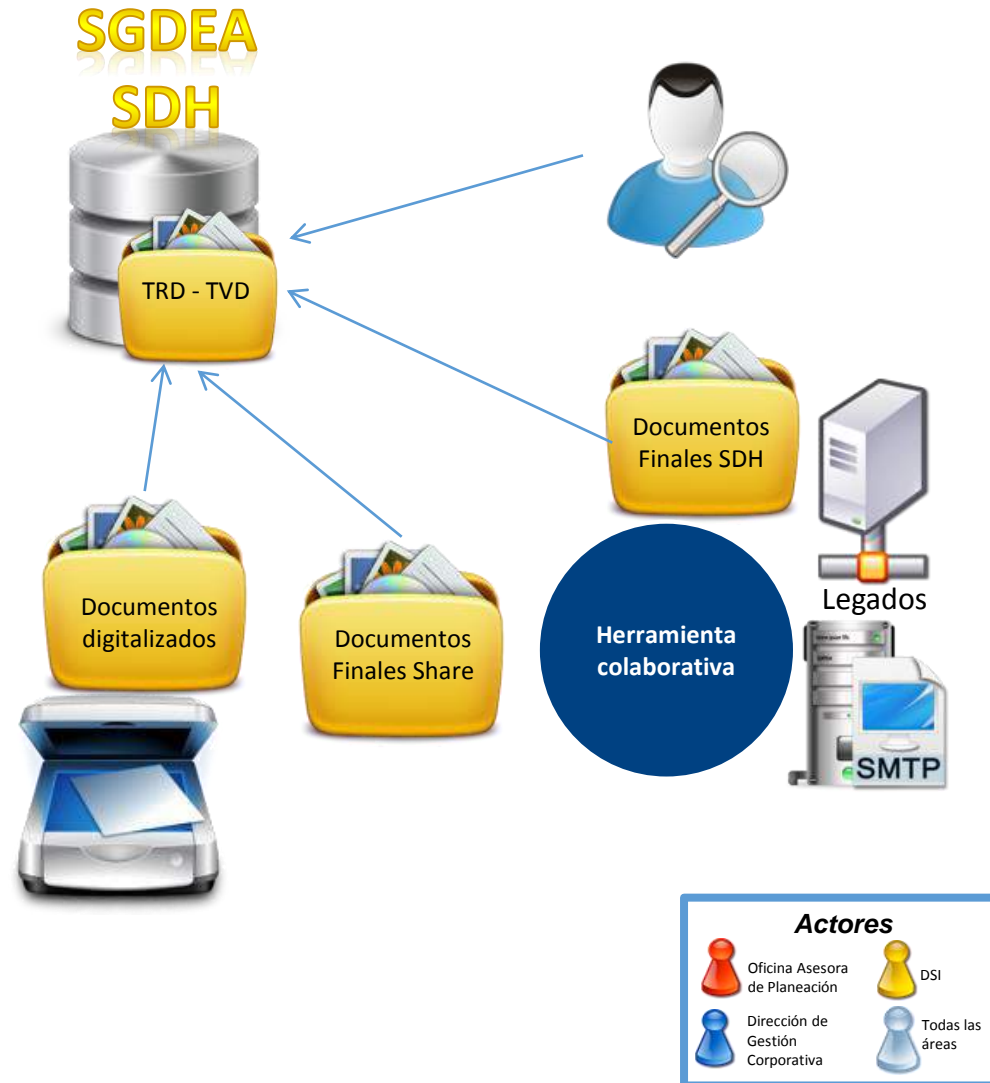 SGDEA
SDH
TRD - TVD
Documentos
Finales SDH
Documentos
digitalizados
Documentos
Finales Share
Herramienta
colaborativa
Legados
SMTP
Actores
Oficina Asesora
de Planeación
DSI
Dirección de
Gestión
Corporativa
Todas las
áreas